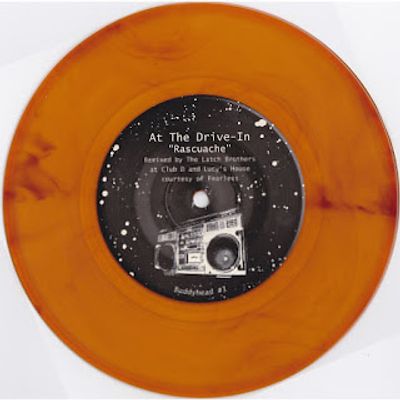 At The Drive-In
"Rascuache"
Remixed by The Latch Brothers
at Club D and Lucy's House
courtesy of Fearless
Buddyhead #1